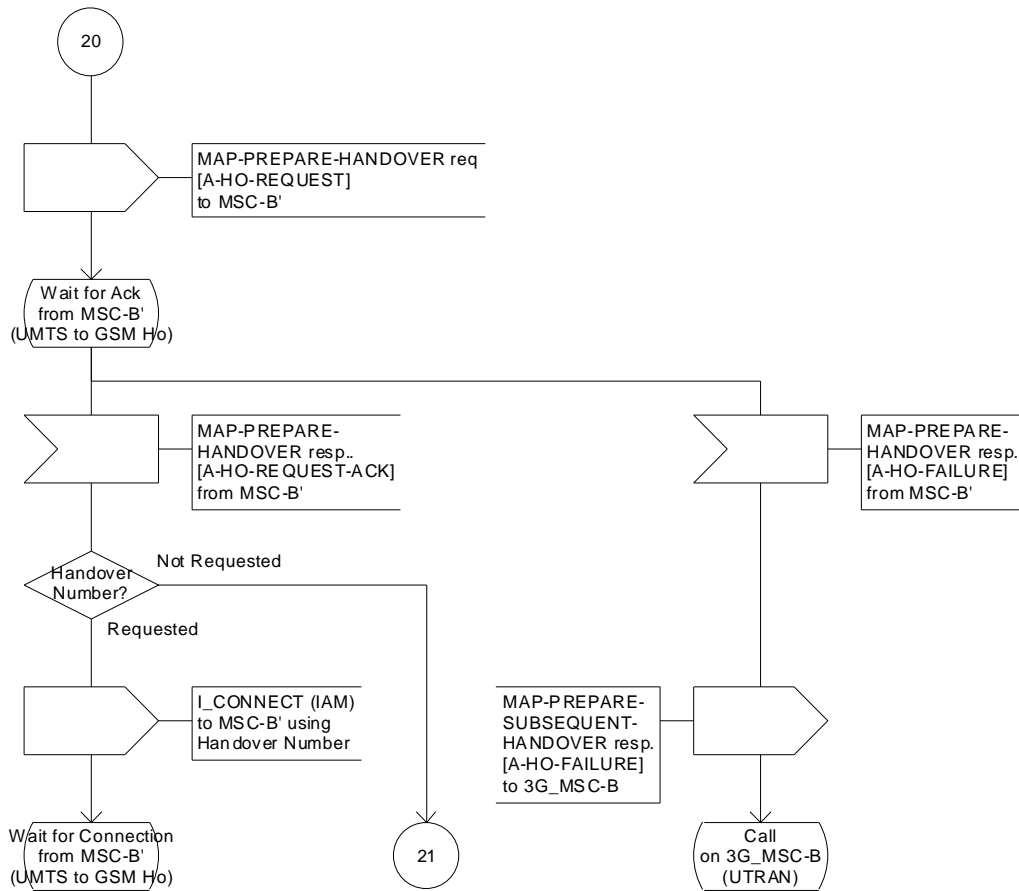 20
MAP-PREPARE-HANDOVER req
[A-HO-REQUEST]
to MSC-B'
Wait for Ack
from MSC-B'
(UMTS to GSM Ho)
MAP-PREPARE-
HANDOVER resp..
[A-HO-REQUEST-ACK]
from MSC-B'
MAP-PREPARE-
HANDOVER resp.
[A-HO-FAILURE]
from MSC-B'
Handover
Number?
Not Requested
Requested
I_CONNECT (IAM)
to MSC-B' using
Handover Number
MAP-PREPARE-
SUBSEQUENT-
HANDOVER resp.
[A-HO-FAILURE]
to 3G_MSC-B
Wait for Connection
from MSC-B'
(UMTS to GSM Ho)
21
Call
on 3G_MSC-B
(UTRAN)